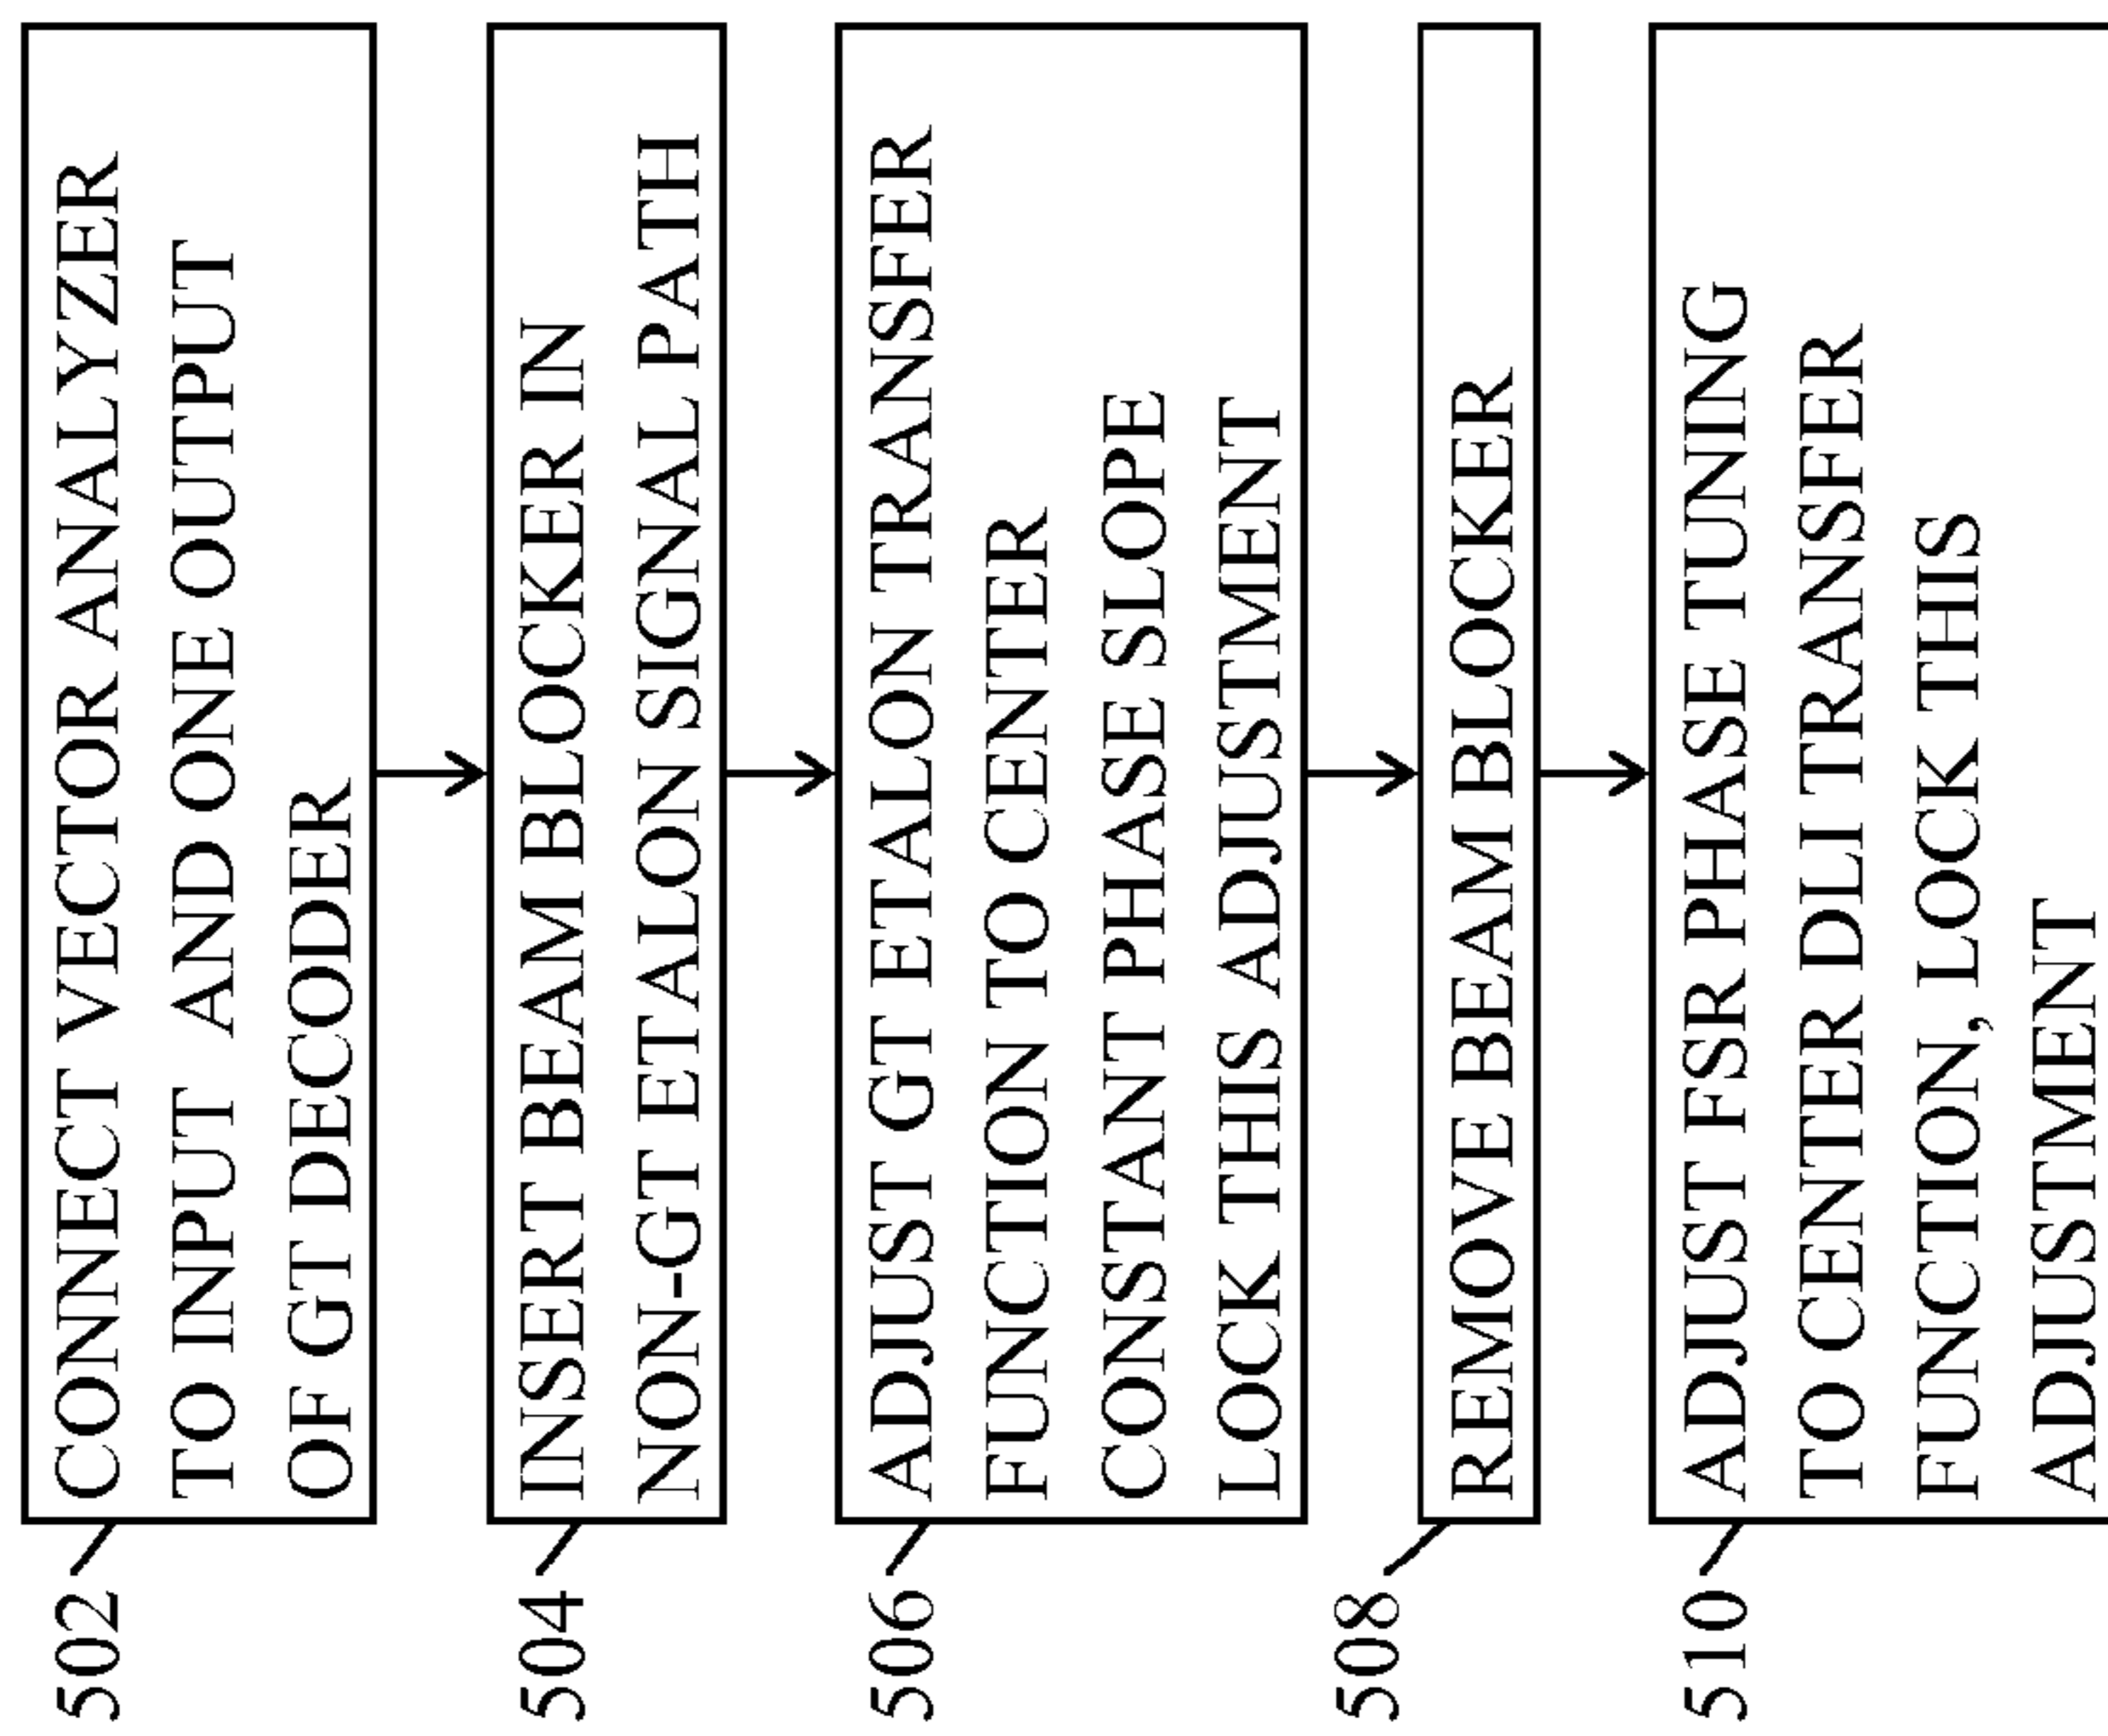 502
CONNECT VECTOR ANALYZER
TO INPUT AND ONE OUTPUT
OF GT DECODER
504
INSERT BEAM BLOCKER IN
NON-GT ETALON SIGNAL PATH
506
ADJUST GT ETALON TRANSFER
FUNCTION TO CENTER
CONSTANT PHASE SLOPE
LOCK THIS ADJUSTMENT
508
REMOVE BEAM BLOCKER
510
ADJUST FSR PHASE TUNING
TO CENTER DLI TRANSFER
FUNCTION, LOCK THIS
ADJUSTMENT